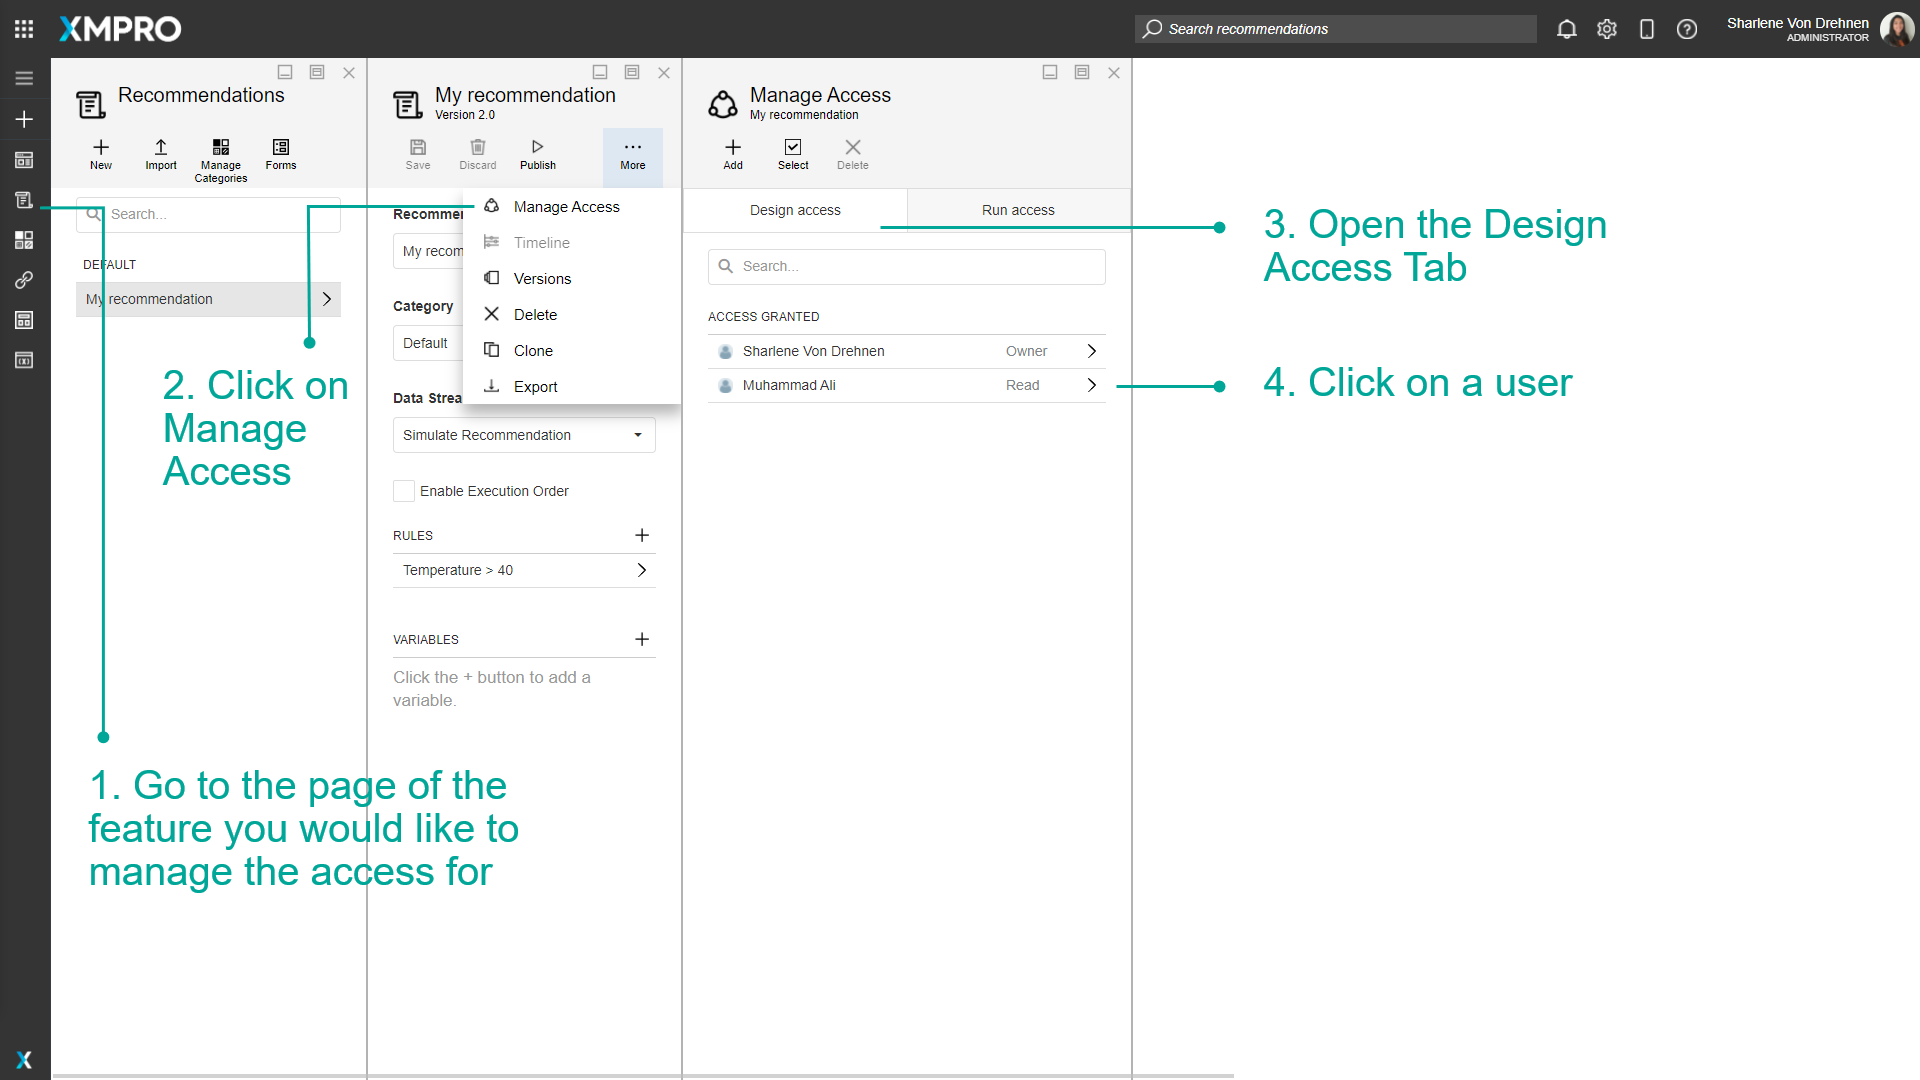 XMPRO
Search recommendations
Sharlene Von Drehnen
ADMINISTRATOR
Recommendations
New
Import
Manage
Categories
Forms
Search...
DEFAULT
My recommendation
My recommendation
Version 2.0
Save
Discard
Publish
More
Manage Access
Timeline
Versions
Delete
Clone
Export
Recommen
My recom
Category
Default
Data Strea
Simulate Recommendation
Enable Execution Order
RULES
Temperature > 40
VARIABLES
Click the + button to add a
variable.
Manage Access
My recommendation
Add
Select
Delete
Design access
Run access
Search...
ACCESS GRANTED
Sharlene Von Drehnen
Owner
Muhammad Ali
Read
1. Go to the page of the
feature you would like to
manage the access for
2. Click on
Manage
Access
3. Open the Design
Access Tab
4. Click on a user